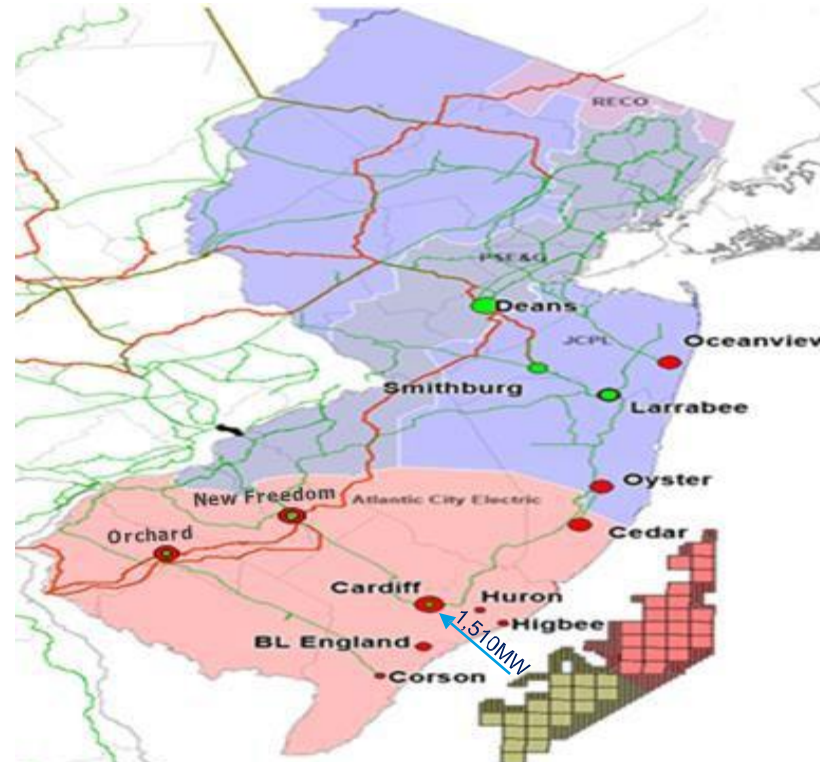 RECO
PSE&G
Deans
JCPL
Oceanview
Smithburg
Larrabee
Oyster
New Freedom
Atlantic City Electric
Cedar
Orchard
Cardiff
Huron
Higbee
1,510MW
BL England
Corson